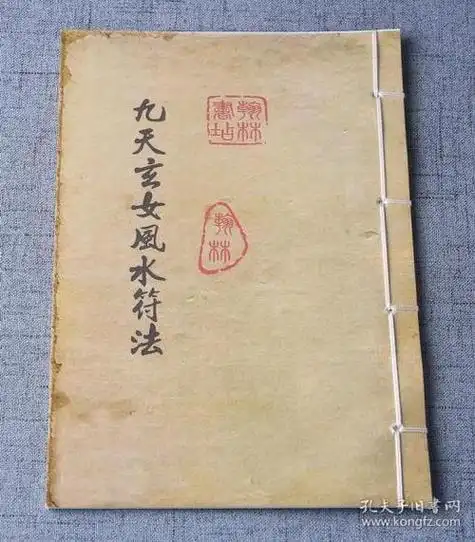 九天玄女風水符法
翰林
書坫
翰林
孔夫子旧书网
www.kongfz.com